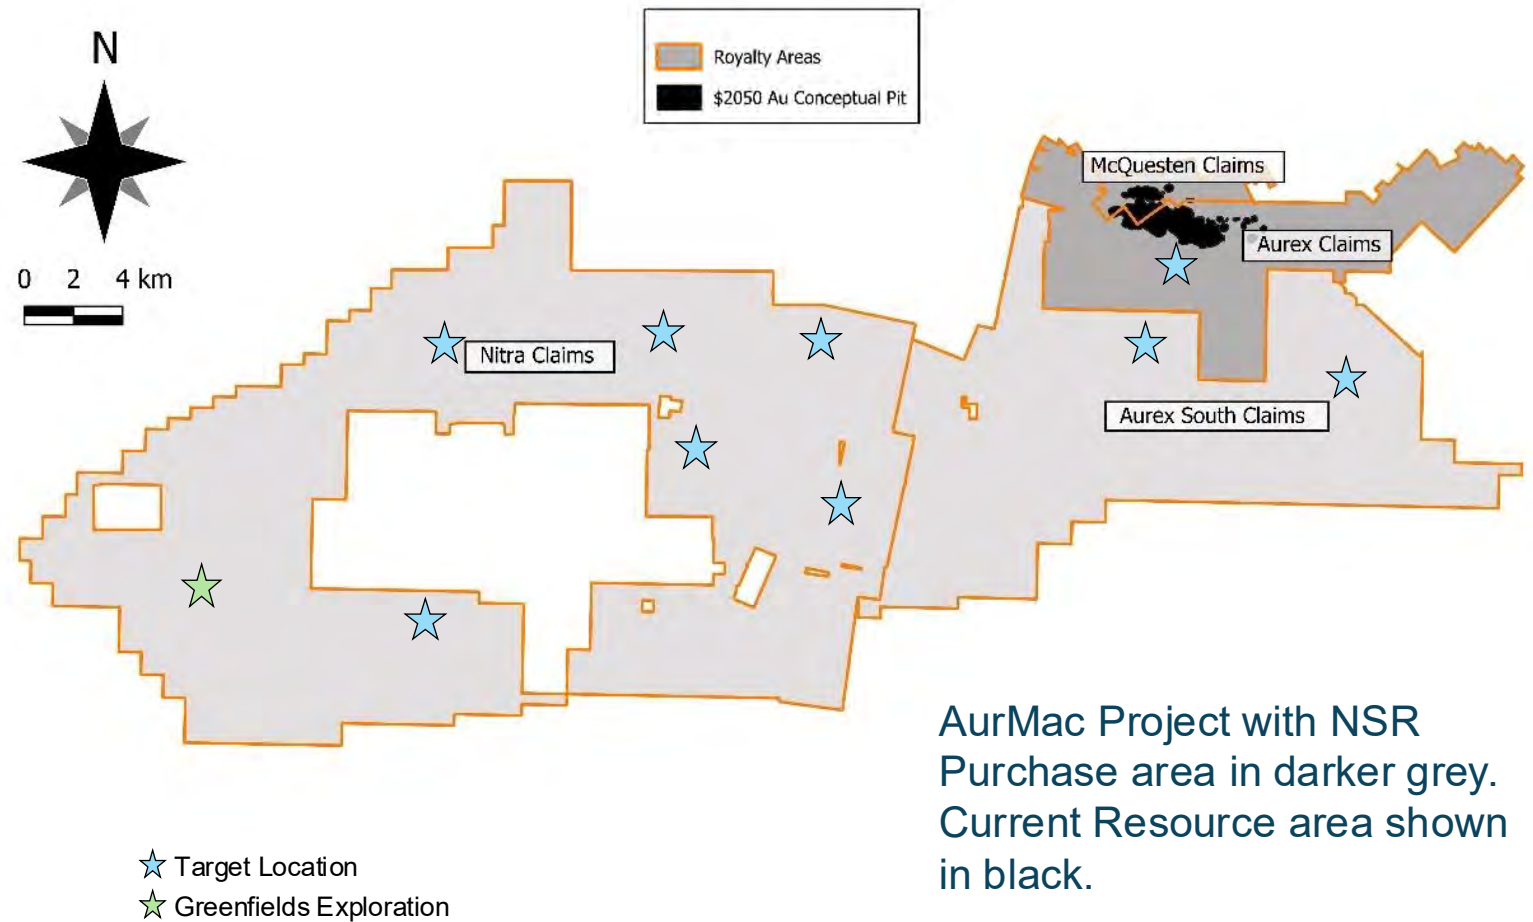 N
0 2 4 km
Royalty Areas
$2050 Au Conceptual Pit
McQuesten Claims
Aurex Claims
Nitra Claims
Aurex South Claims
AurMac Project with NSR
Purchase area in darker grey.
Current Resource area shown
in black.
Target Location
Greenfields Exploration